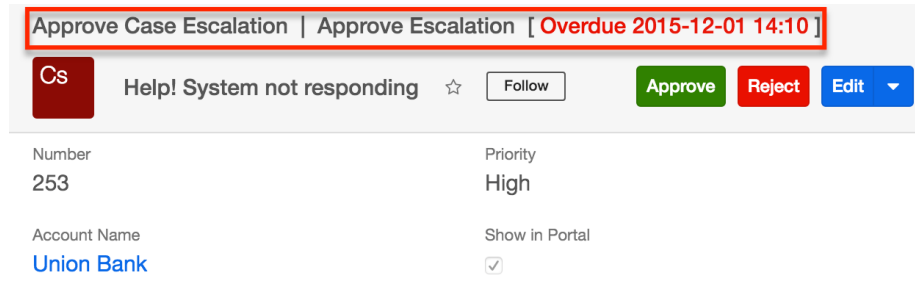 Approve Case Escalation | Approve Escalation [ Overdue 2015-12-01 14:10 ]
Cs Help! System not responding Follow Approve Reject Edit
Number Priority
253 High
Account Name Show in Portal
Union Bank